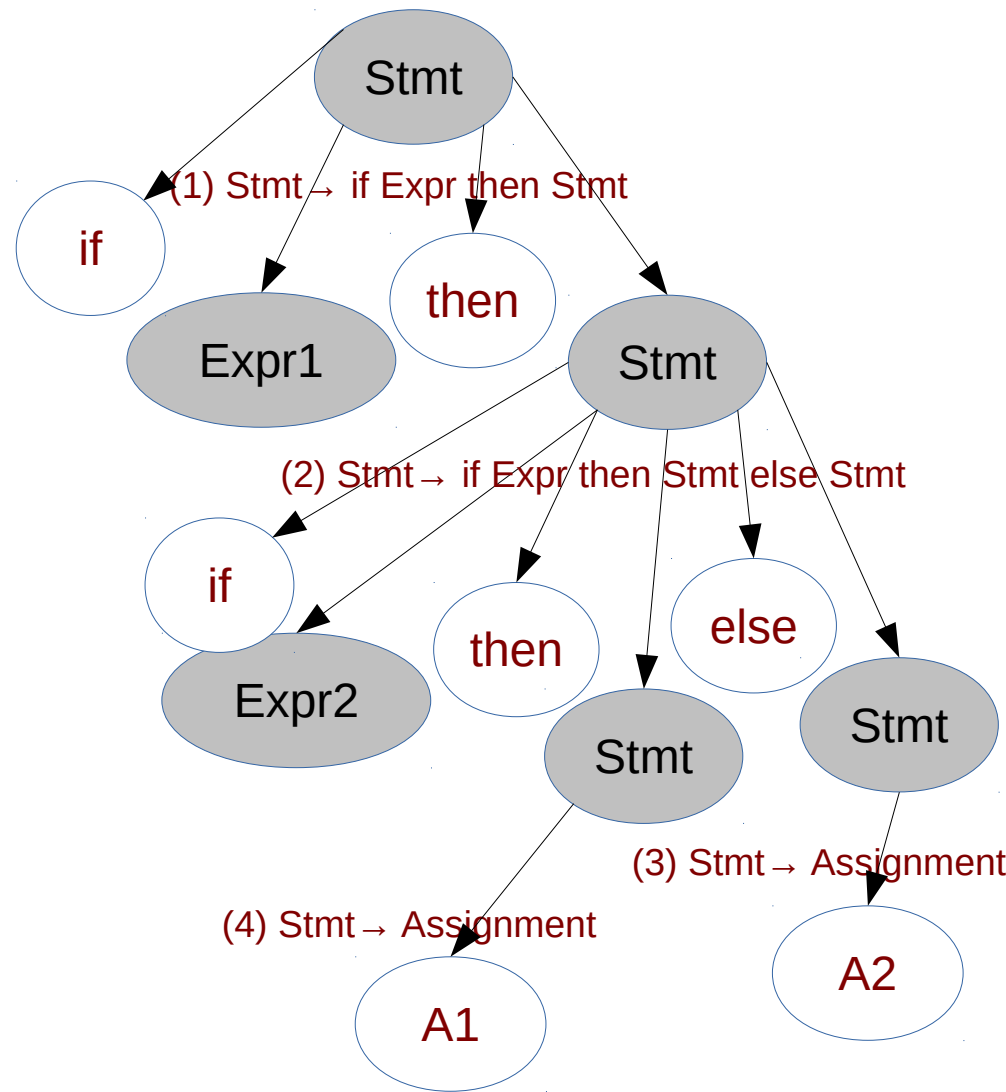 Stmt
(1) Stmt→ if Expr then Stmt
if
then
Expr1
Stmt
(2) Stmt→ if Expr then Stmt else Stmt
if
else
then
Expr2
Stmt
Stmt
(3) Stmt→ Assignment
(4) Stmt→ Assignment
A2
A1